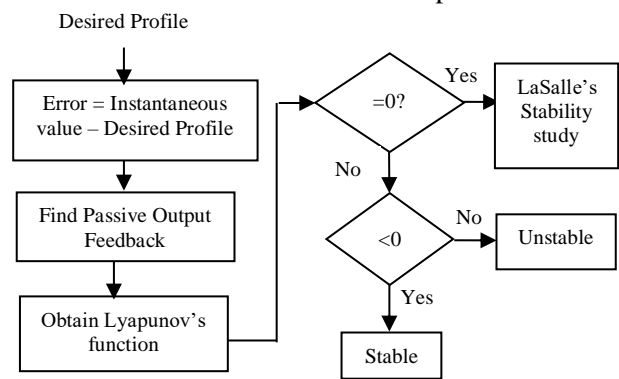 Desired Profile
Error = Instantaneous
value – Desired Profile
Find Passive Output
Feedback
Obtain Lyapunov's
function
=0?
Yes
LaSalle's
Stability
study
No
<0
No
Unstable
Yes
Stable